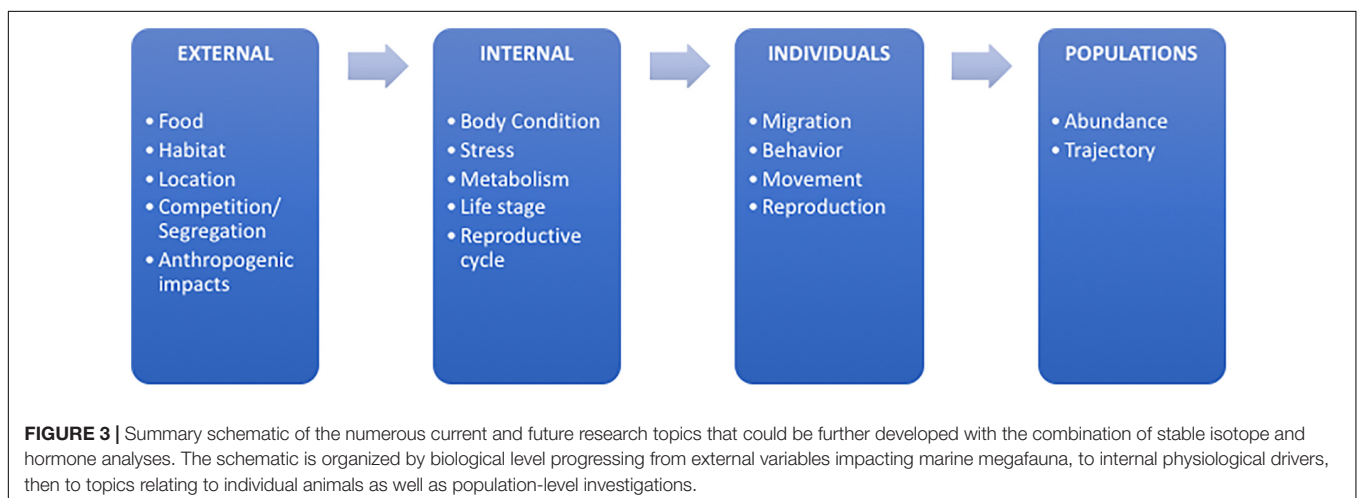 EXTERNAL
• Food
• Habitat
• Location
• Competition/
Segregation
• Anthropogenic
impacts
INTERNAL
• Body Condition
• Stress
• Metabolism
• Life stage
• Reproductive
cycle
INDIVIDUALS
• Migration
• Behavior
• Movement
• Reproduction
POPULATIONS
• Abundance
• Trajectory
FIGURE 3 | Summary schematic of the numerous current and future research topics that could be further developed with the combination of stable isotope and
hormone analyses. The schematic is organized by biological level progressing from external variables impacting marine megafauna, to internal physiological drivers,
then to topics relating to individual animals as well as population-level investigations.